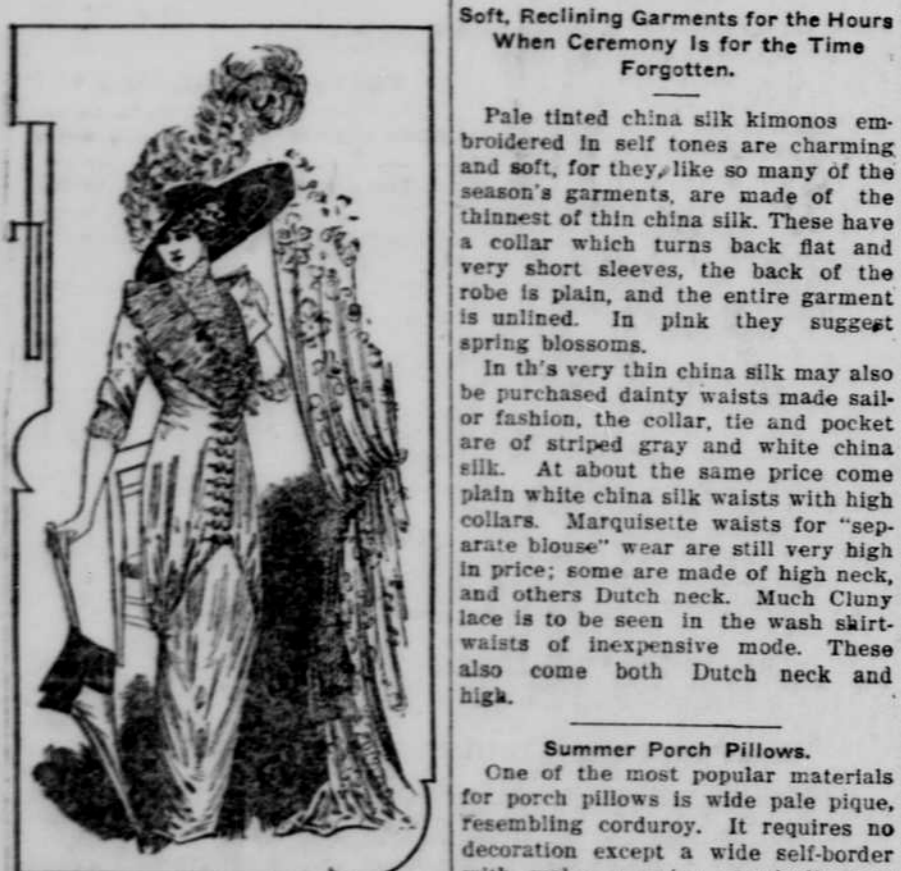 Soft, Reclining Garments for the Hours
When Ceremony Is for the Time
Forgotten.
Pale tinted china silk kimonos em-
broidered in self tones are charming
and soft, for they, like so many of the
season's garments, are made of the
thinnest of thin china silk. These have
a collar which turns back flat and
very short sleeves, the back of the
robe is plain, and the entire garment
is unlined. In pink they suggest
spring blossoms.
In th's very thin china silk may also
be purchased dainty waists made sail-
or fashion, the collar, tie and pocket
are of striped gray and white china
silk. At about the same price come
plain white china silk waists with high
collars. Marquisette waists for "sep-
arate blouse" wear are still very high
in price; some are made of high neck,
and others Dutch neck. Much Cluny
lace is to be seen in the wash shirt-
waists of inexpensive mode. These
also come both Dutch neck and
high.
Summer Porch Pillows.
One of the most popular materials
for porch pillows is wide pale pique,
resembling corduroy. It requires no
decoration except a wide self-border